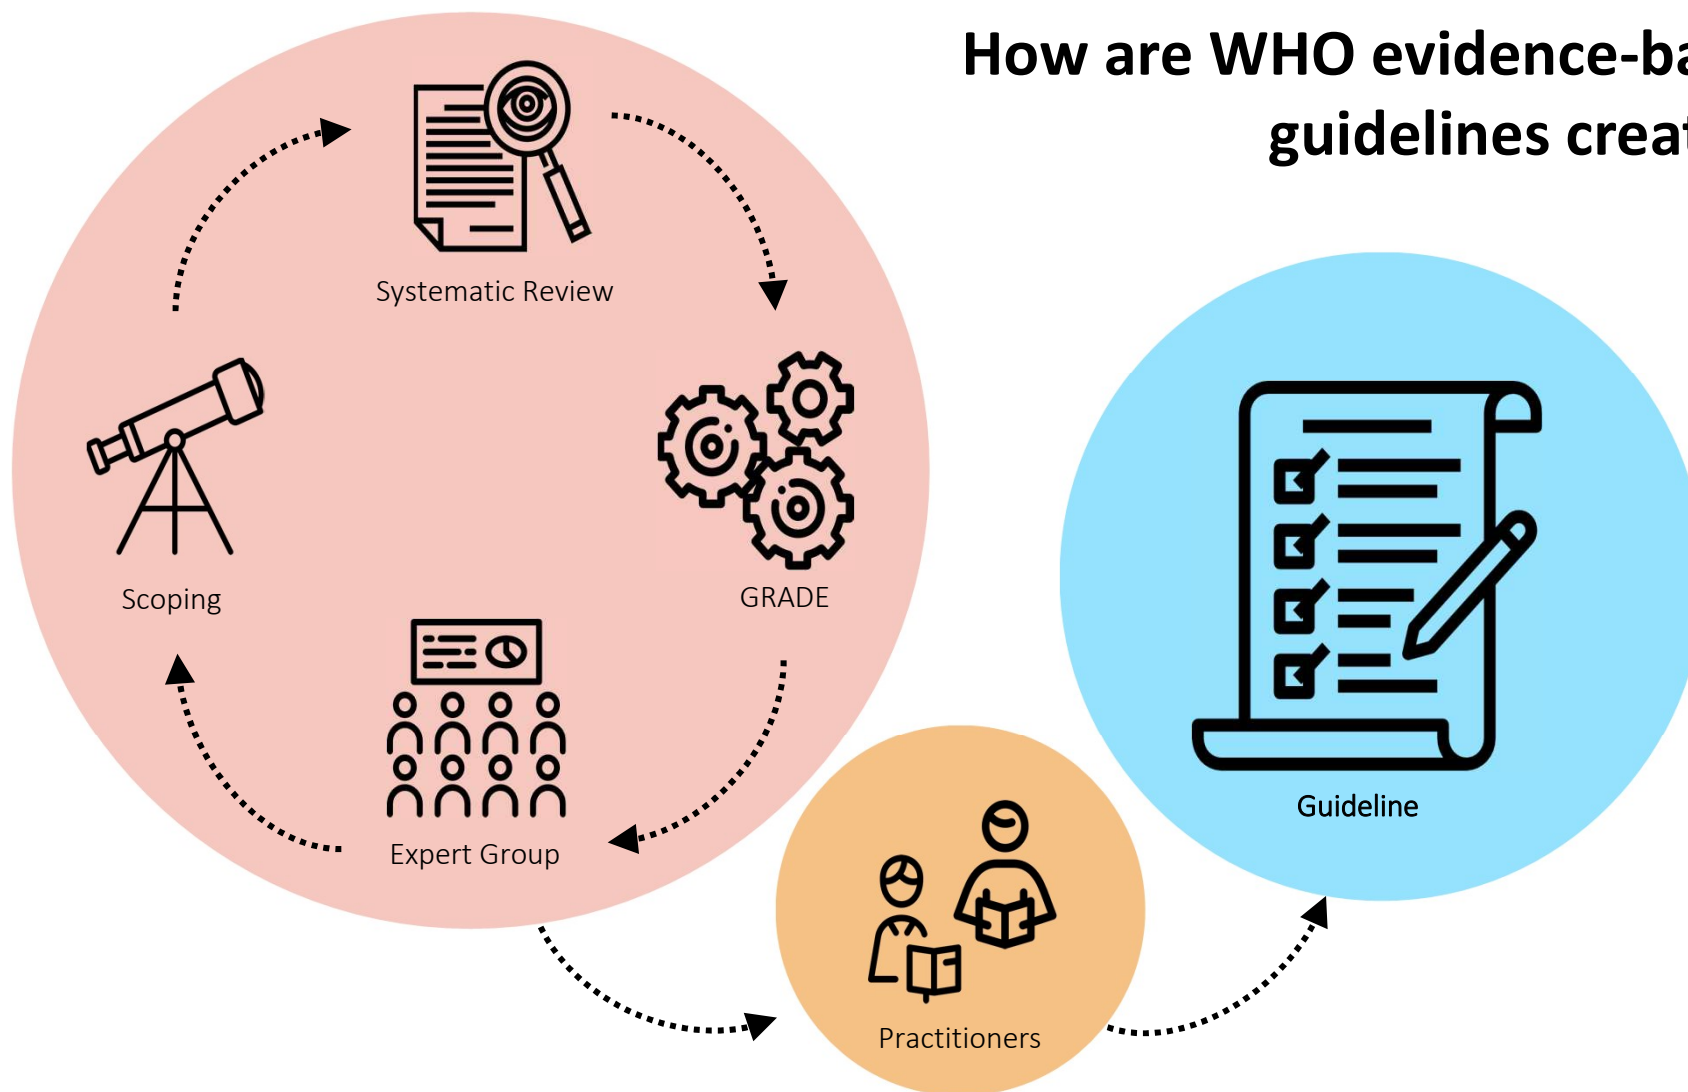 How are WHO evidence-ba
guidelines creat
Systematic Review
Scoping
GRADE
Expert Group
Guideline
Practitioners